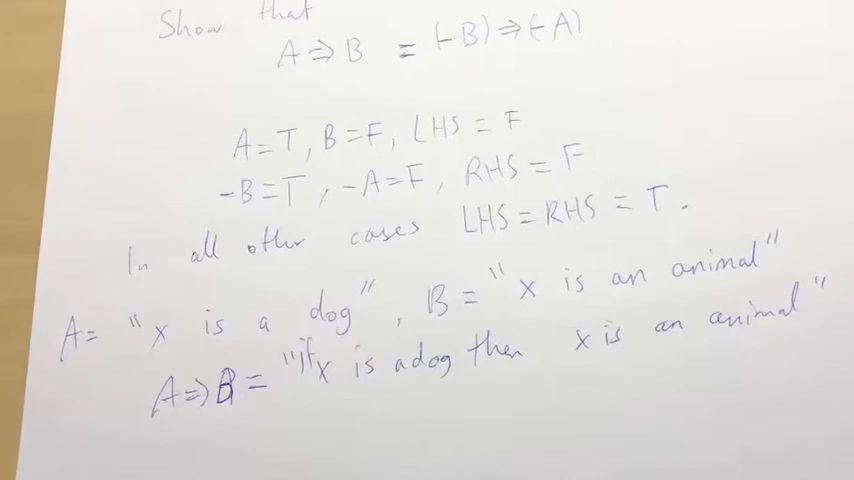 Show that
A ⇒ B = (-B) ⇒ (-A)
A = T, B = F, LHS = F
-B = T, -A = F, RHS = F
In all other cases LHS = RHS = T.
A = "x is a dog", B = "x is an animal"
A ⇒ B = "if x is a dog then x is an animal"